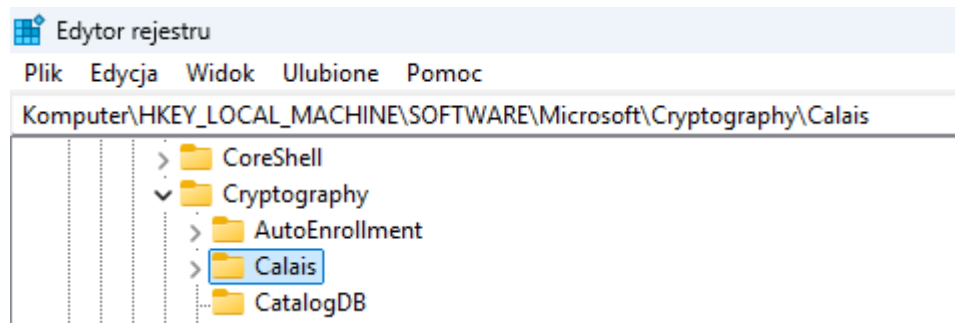 Edytor rejestru
Plik Edycja Widok Ulubione Pomoc
Komputer\HKEY_LOCAL_MACHINE\SOFTWARE\Microsoft\Cryptography\Calais
CoreShell
Cryptography
AutoEnrollment
Calais
CatalogDB